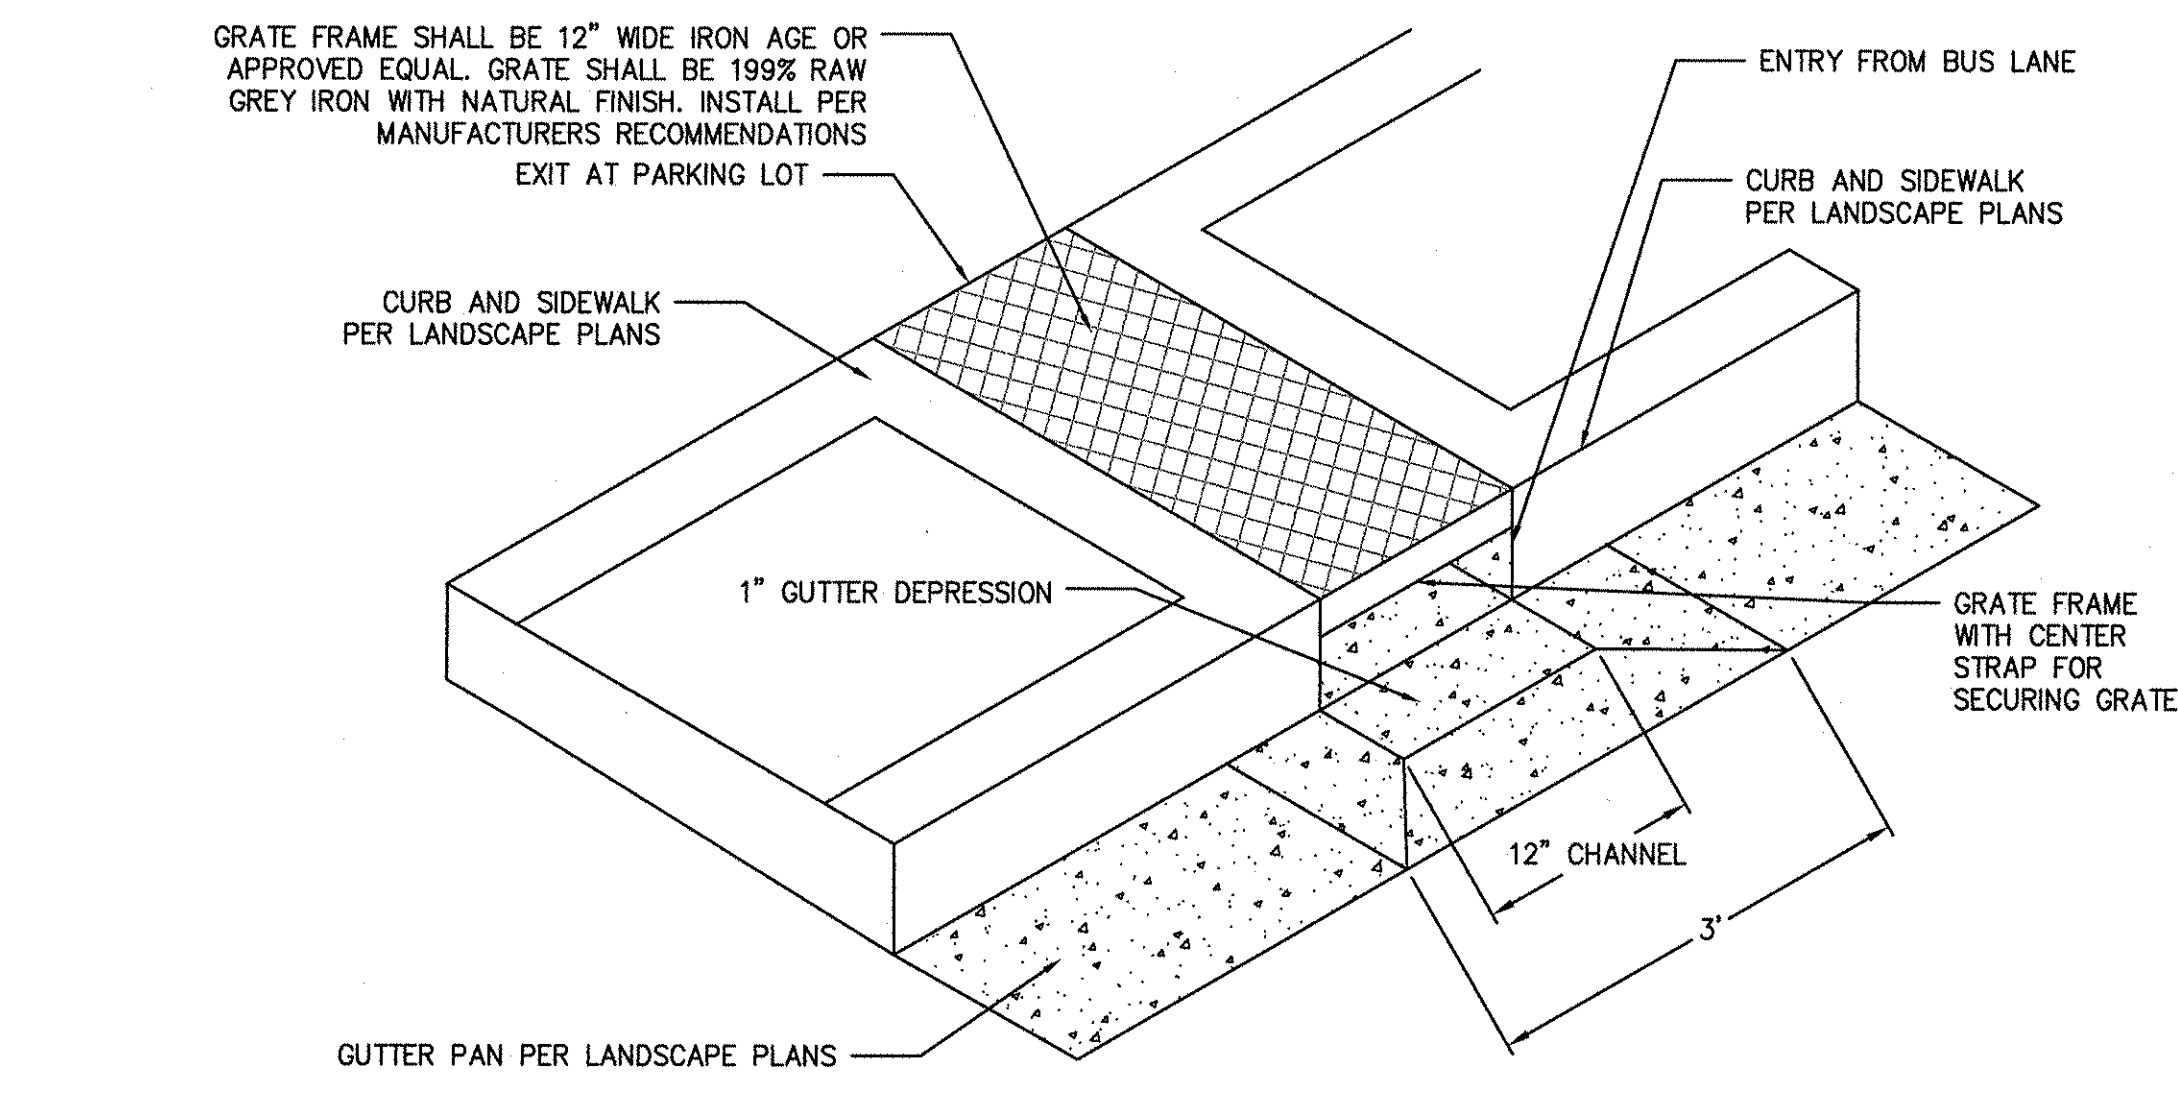 GRATE FRAME SHALL BE 12" WIDE IRON AGE OR
APPROVED EQUAL. GRATE SHALL BE 199% RAW
GREY IRON WITH NATURAL FINISH. INSTALL PER
MANUFACTURERS RECOMMENDATIONS
EXIT AT PARKING LOT
CURB AND SIDEWALK
PER LANDSCAPE PLANS
ENTRY FROM BUS LANE
CURB AND SIDEWALK
PER LANDSCAPE PLANS
1" GUTTER DEPRESSION
GRATE FRAME
WITH CENTER
STRAP FOR
SECURING GRATE
12" CHANNEL
3'
GUTTER PAN PER LANDSCAPE PLANS